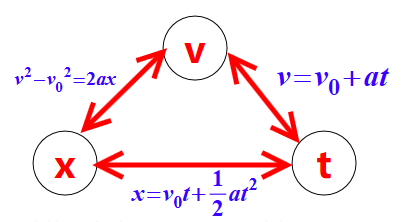 v
v²−v₀²=2ax
v=v₀+at
x
t
x=v₀t+1/2at²